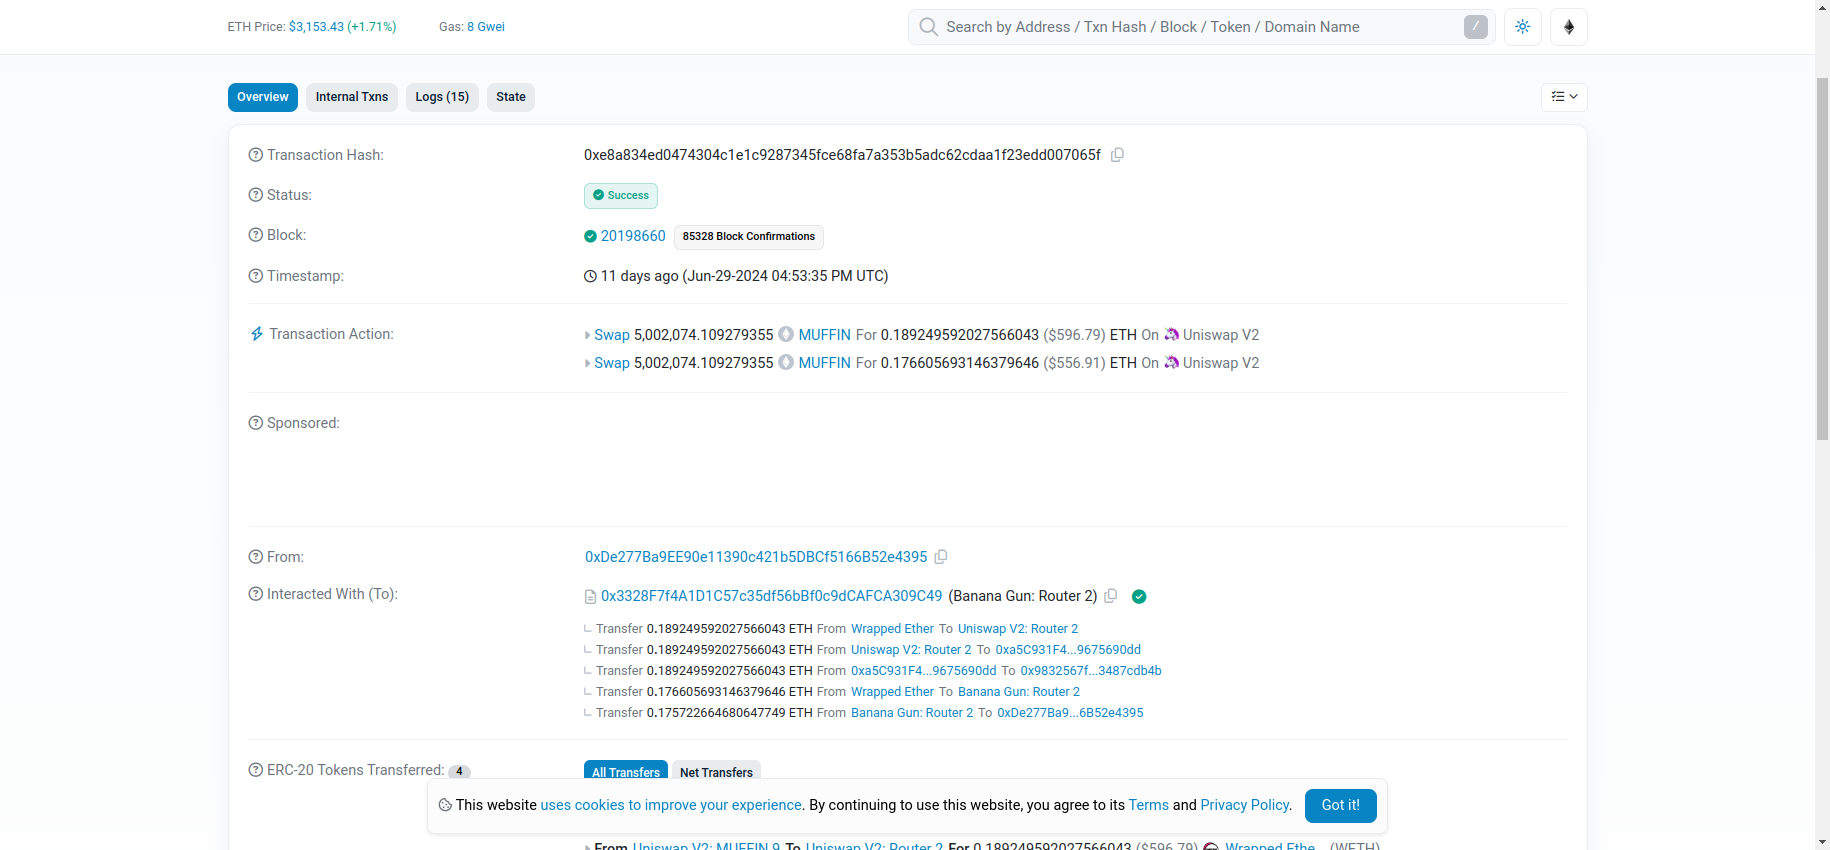 ETH Price: $3,153.43 (+1.71%) Gas: 8 Gwei
Search by Address / Txn Hash / Block / Token / Domain Name /
Overview Internal Txns Logs (15) State
Transaction Hash: 0xe8a834ed0474304c1e1c9287345fce68fa7a353b5adc62cdaa1f23edd007065f
Status: Success
Block: 20198660 85328 Block Confirmations
Timestamp: 11 days ago (Jun-29-2024 04:53:35 PM UTC)
Transaction Action: Swap 5,002,074.109279355 MUFFIN For 0.189249592027566043 ($596.79) ETH On Uniswap V2
Swap 5,002,074.109279355 MUFFIN For 0.176605693146379646 ($556.91) ETH On Uniswap V2
Sponsored:
From: 0xDe277Ba9EE90e11390c421b5DBCf5166B52e4395
Interacted With (To): 0x3328F7f4A1D1C57c35df56bBf0c9dCAFCA309C49 (Banana Gun: Router 2)
Transfer 0.189249592027566043 ETH From Wrapped Ether To Uniswap V2: Router 2
Transfer 0.189249592027566043 ETH From Uniswap V2: Router 2 To 0xa5C931F4...9675690dd
Transfer 0.189249592027566043 ETH From 0xa5C931F4...9675690dd To 0x9832567f...3487cdb4b
Transfer 0.176605693146379646 ETH From Wrapped Ether To Banana Gun: Router 2
Transfer 0.175722664680647749 ETH From Banana Gun: Router 2 To 0xDe277Ba9...6B52e4395
ERC-20 Tokens Transferred: 4 All Transfers Net Transfers
This website uses cookies to improve your experience. By continuing to use this website, you agree to its Terms and Privacy Policy. Got it!
From Uniswap V2: MUFFIN 9 To Uniswap V2: Router 2 For 0.189249592027566043 ($596.79) Wrapped Ethe... (WETH)